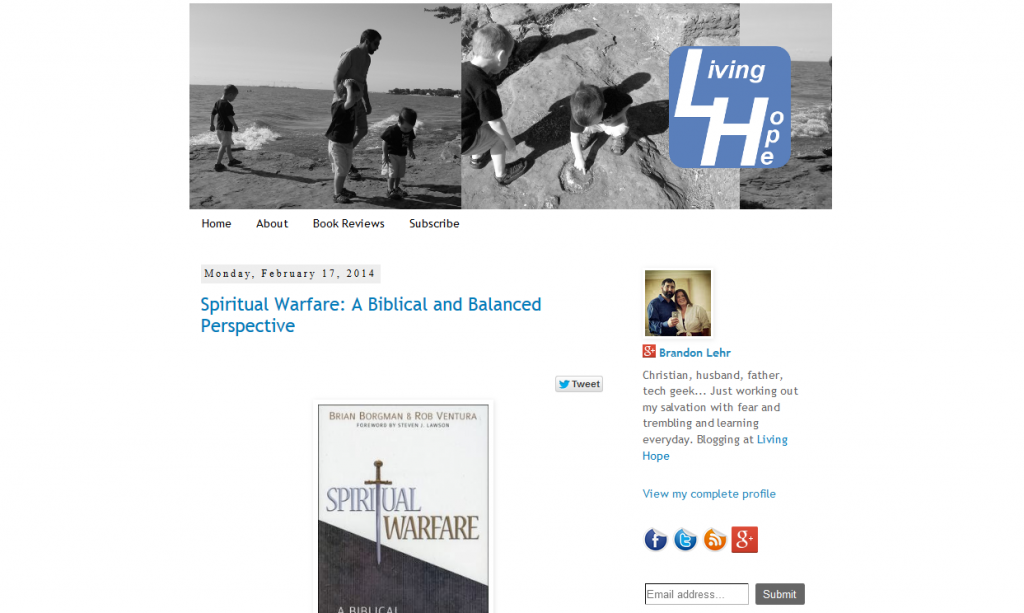 Living
Hope
Home About Book Reviews Subscribe
Monday, February 17, 2014
Spiritual Warfare: A Biblical and Balanced
Perspective
Tweet
BRIAN BORGMAN & ROB VENTURA
FOREWORD BY STEVEN J. LAWSON
SPIRITUAL
WARFARE
A BIBLICAL
Brandon Lehr
Christian, husband, father,
tech geek... Just working out
my salvation with fear and
trembling and learning
everyday. Blogging at Living
Hope
View my complete profile
Email address... Submit